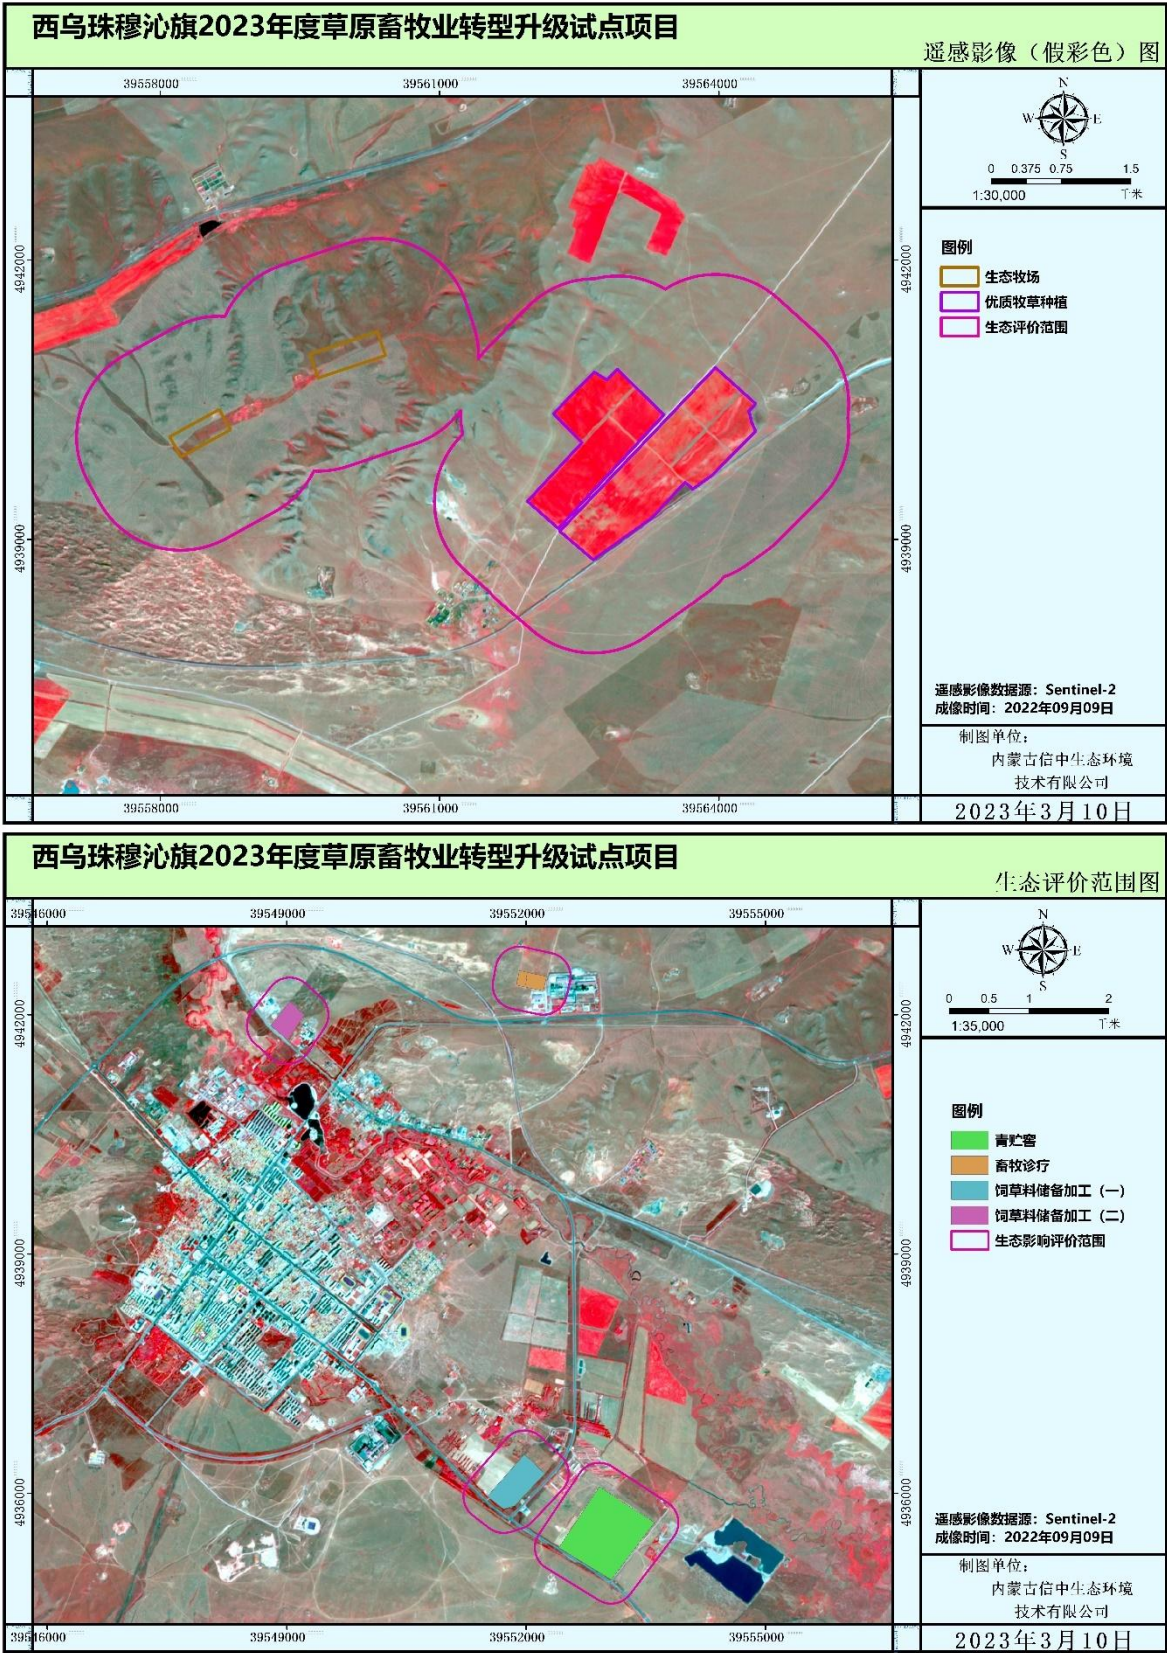 西乌珠穆沁旗2023年度草原畜牧业转型升级试点项目
遥感影像（假彩色）图
39558000 39561000 39564000
N
W E
S
0 0.375 0.75 1.5
1:30,000 千米
4942000 4942000
图例
生态牧场
优质牧草种植
生态评价范围
4939000 4939000
遥感影像数据源：Sentinel-2
成像时间：2022年09月09日
制图单位：
内蒙古信中生态环境
技术有限公司
39558000 39561000 39564000
2023年3月10日
西乌珠穆沁旗2023年度草原畜牧业转型升级试点项目
生态评价范围图
39546000 39549000 39552000 39555000
N
W E
S
0 0.5 1 2
1:35,000 千米
4942000 4942000
图例
青贮窖
畜牧诊疗
饲草料储备加工（一）
饲草料储备加工（二）
生态影响评价范围
4939000 4939000
4936000 4936000
遥感影像数据源：Sentinel-2
成像时间：2022年09月09日
制图单位：
内蒙古信中生态环境
技术有限公司
39546000 39549000 39552000 39555000
2023年3月10日